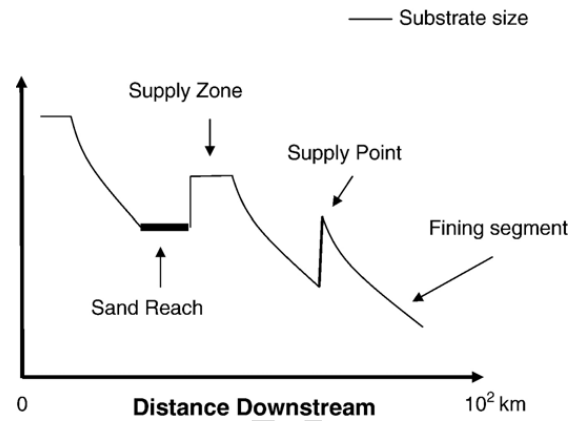 Substrate size
Supply Zone
Supply Point
Fining segment
Sand Reach
0
Distance Downstream
10² km